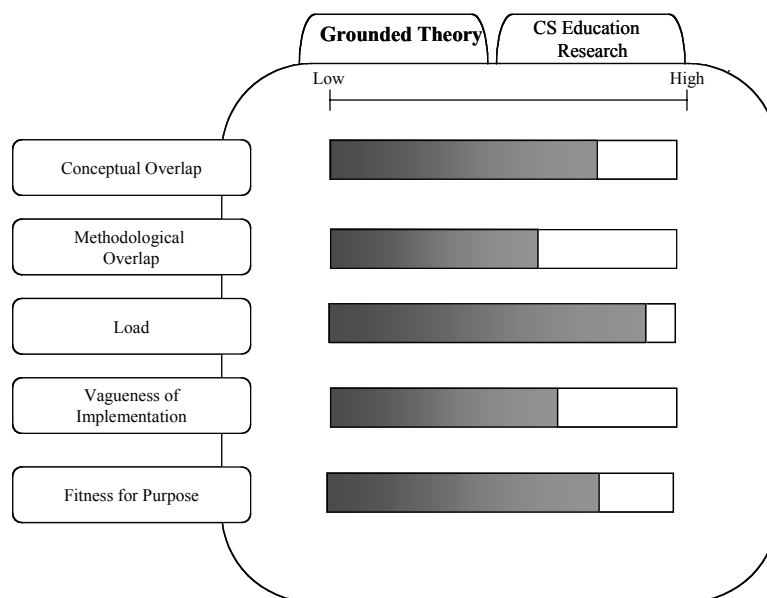 Grounded Theory
CS Education
Research
Low
High
Conceptual Overlap
Methodological
Overlap
Load
Vagueness of
Implementation
Fitness for Purpose